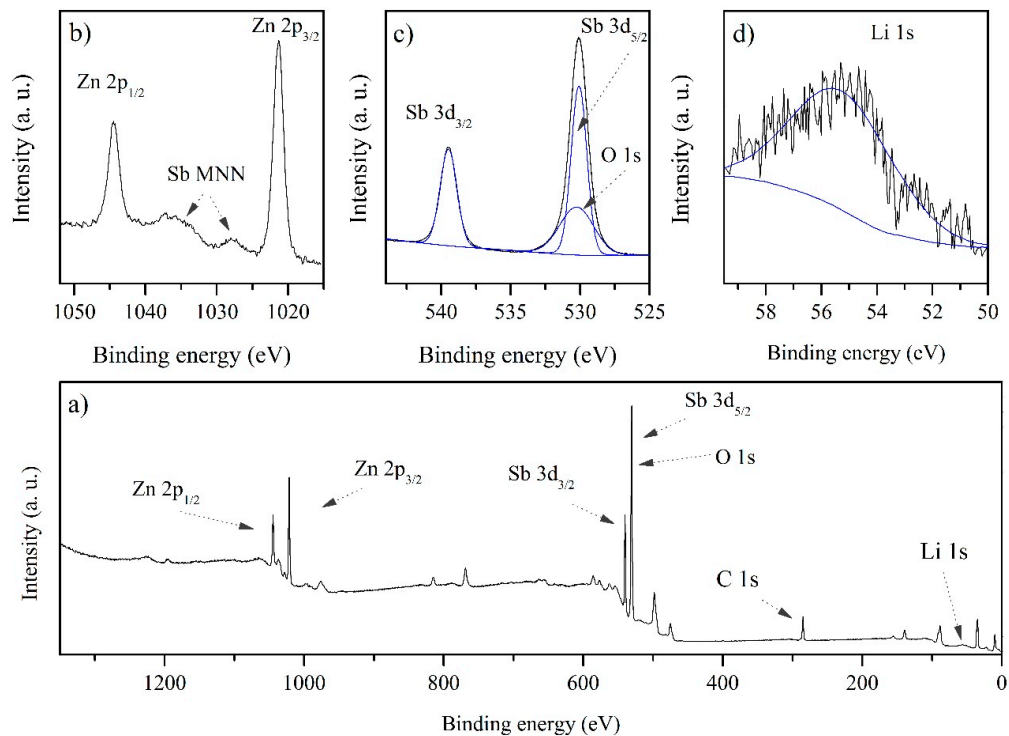 b)
Zn 2p3/2
Zn 2p1/2
Sb MNN
Intensity (a. u.)
1050 1040 1030 1020
Binding energy (eV)
c)
Sb 3d5/2
Sb 3d3/2
O 1s
Intensity (a. u.)
540 535 530 525
Binding energy (eV)
d)
Li 1s
Intensity (a. u.)
58 56 54 52 50
Binding energy (eV)
a)
Sb 3d5/2
Zn 2p3/2
O 1s
Sb 3d3/2
Zn 2p1/2
Li 1s
C 1s
Intensity (a. u.)
1200 1000 800 600 400 200 0
Binding energy (eV)